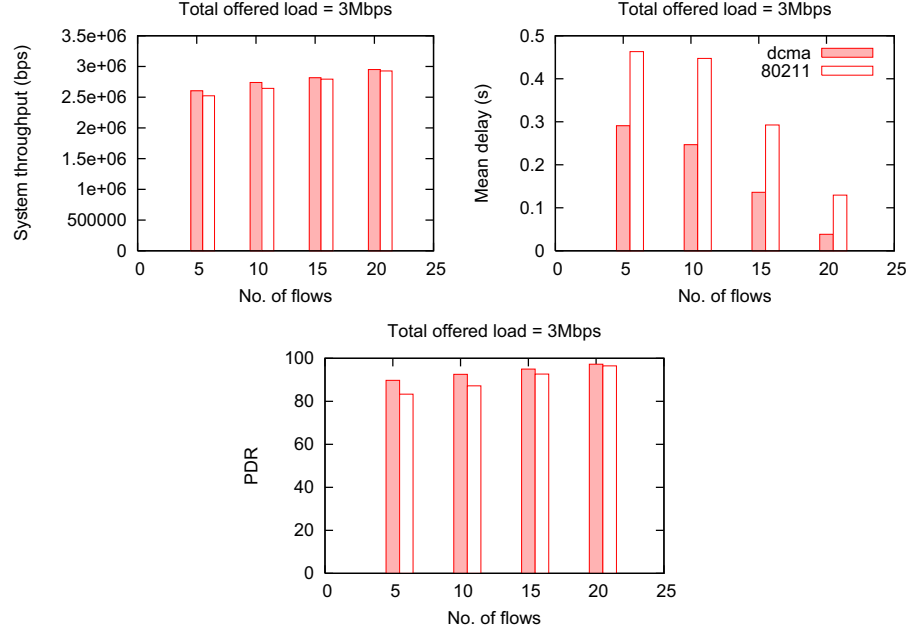 Total offered load = 3Mbps
System throughput (bps)
3.5e+06
3e+06
2.5e+06
2e+06
1.5e+06
1e+06
500000
0
0 5 10 15 20 25
No. of flows
Total offered load = 3Mbps
Mean delay (s)
dcma
80211
0.5
0.4
0.3
0.2
0.1
0
0 5 10 15 20 25
No. of flows
Total offered load = 3Mbps
PDR
100
80
60
40
20
0
0 5 10 15 20 25
No. of flows